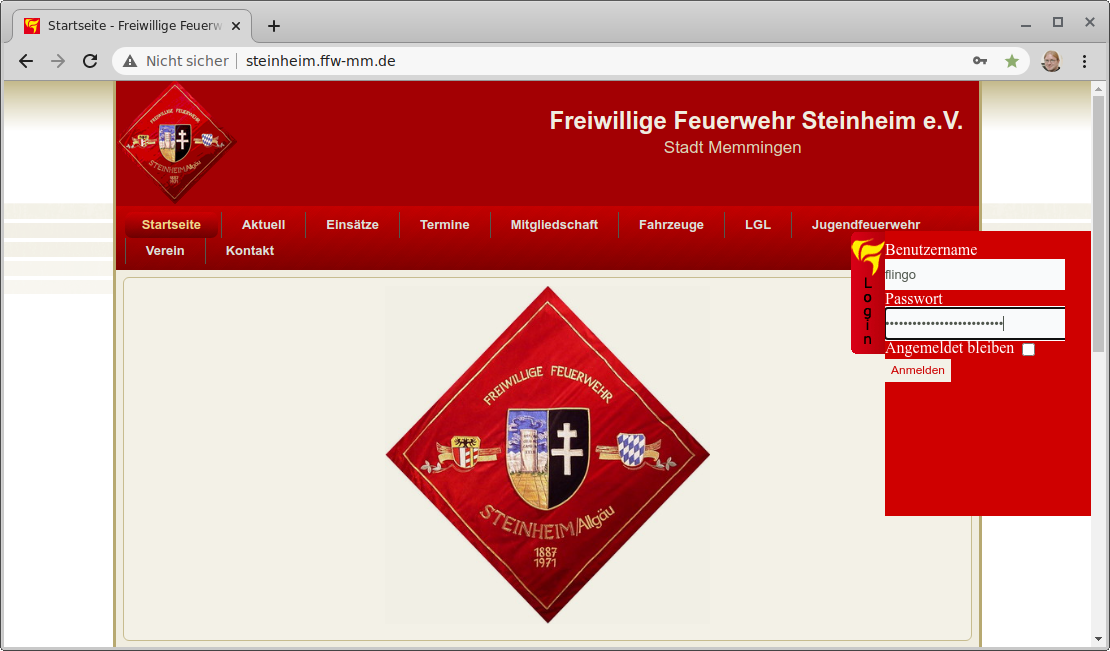 Startseite - Freiwillige Feuerw
Nicht sicher
steinheim.ffw-mm.de
FREIWILLIGE FEUERWEHR
STEINHEIM/Allgäu
1887
1971
Freiwillige Feuerwehr Steinheim e.V.
Stadt Memmingen
Startseite
Aktuell
Einsätze
Termine
Mitgliedschaft
Fahrzeuge
LGL
Jugendfeuerwehr
Verein
Kontakt
Login
Benutzername
flingo
Passwort
Angemeldet bleiben
Anmelden
FREIWILLIGE FEUERWEHR
STEINHEIM/Allgäu
1887
1971